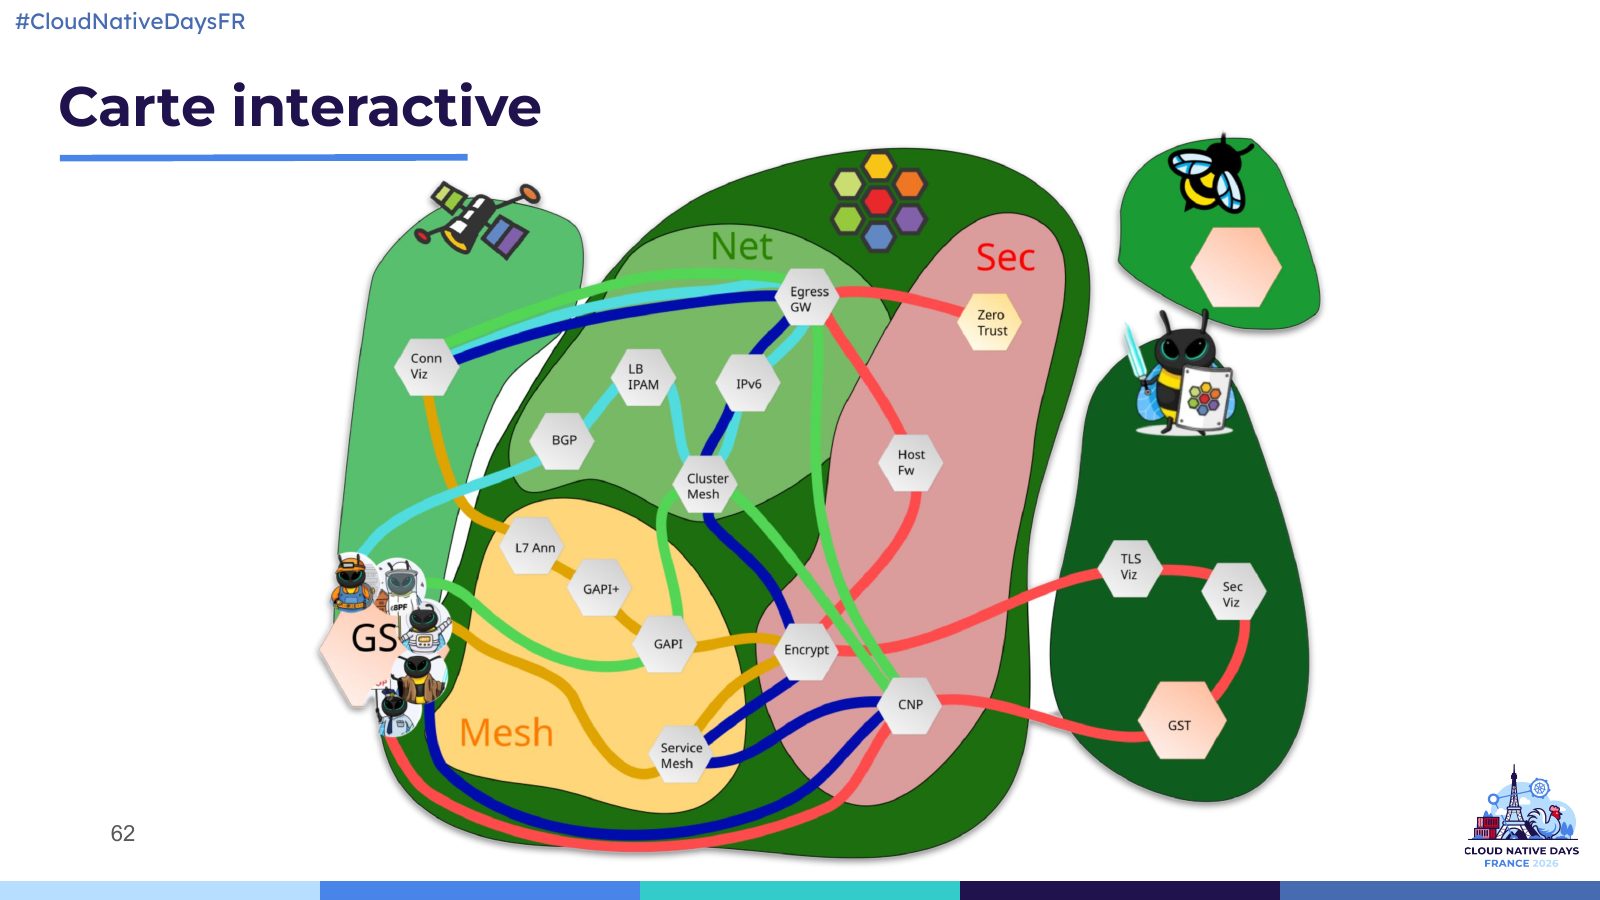 #CloudNativeDaysFR
Carte interactive
Net
Sec
Egress
GW
Zero
Trust
Conn
Viz
LB
IPAM
IPv6
BGP
Host
Fw
Cluster
Mesh
L7 Ann
GAPI+
TLS
Viz
Sec
Viz
GS
GAPI
Encrypt
CNP
GST
Mesh
Service
Mesh
62
CLOUD NATIVE DAYS
FRANCE 2026